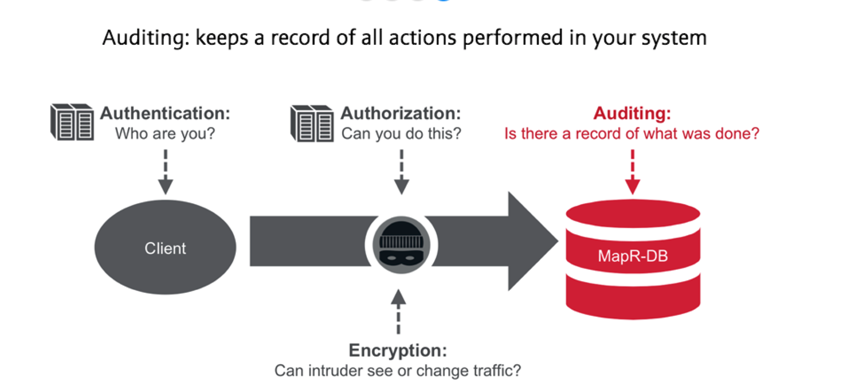 Auditing: keeps a record of all actions performed in your system
Authentication:
Who are you?
Authorization:
Can you do this?
Auditing:
Is there a record of what was done?
Client
MapR-DB
Encryption:
Can intruder see or change traffic?